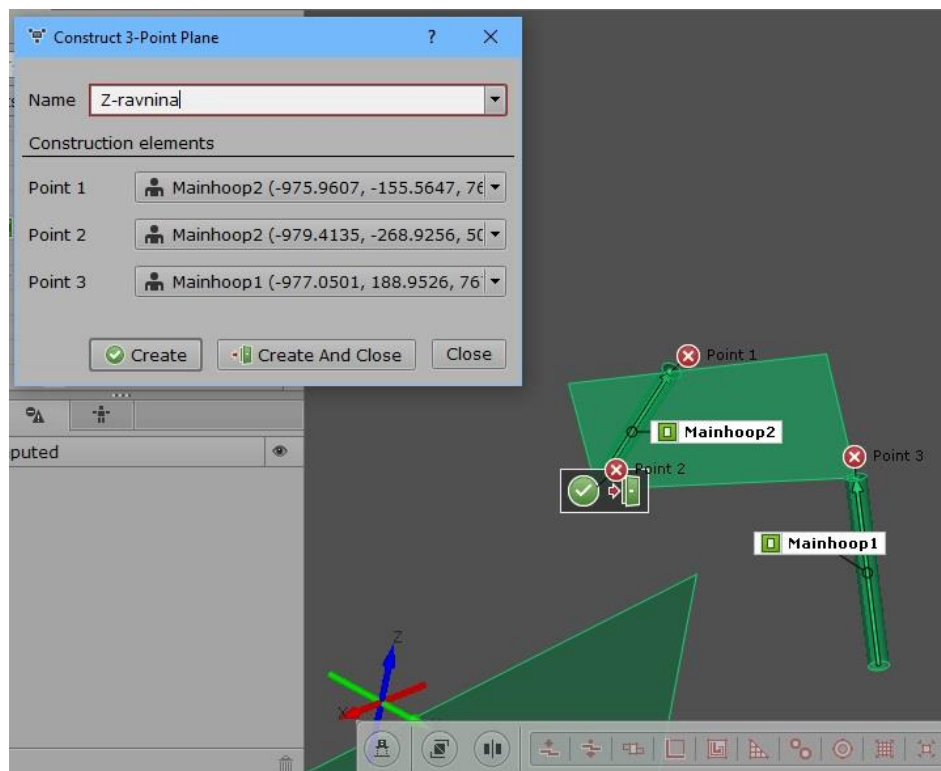 Construct 3-Point Plane ?
Name Z-ravnina
Construction elements
Point 1 Mainhoop2 (-975.9607, -155.5647, 76
Point 2 Mainhoop2 (-979.4135, -268.9256, 50
Point 3 Mainhoop1 (-977.0501, 188.9526, 76
Create Create And Close Close
puted
Point 1
Mainhoop2
Point 3
Point 2
Mainhoop1
Z
X